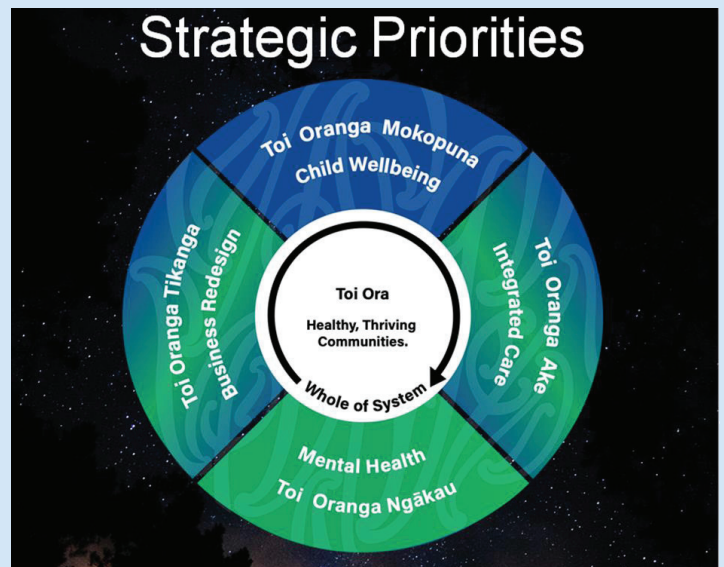 Strategic Priorities
Toi Oranga Mokopuna
Child Wellbeing
Toi Oranga Tikanga
Business Redesign
Toi Ora
Healthy, Thriving
Communities.
Whole of System
Toi Oranga Ake
Integrated Care
Mental Health
Toi Oranga Ngākau